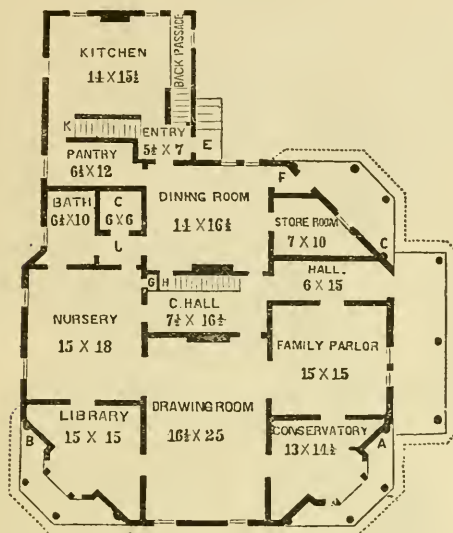 KITCHEN
14 X 15½
BACK PASSAGE
K
ENTRY
5½ X 7
E
PANTRY
6½ X 12
F
BATH
6½ X 10
C
6 X 6
DINING ROOM
14 X 16½
STORE ROOM
7 X 10
C
HALL.
6 X 15
G
H
C. HALL
7½ X 16½
NURSERY
15 X 18
FAMILY PARLOR
15 X 15
LIBRARY
15 X 15
B
DRAWING ROOM
16½ X 25
CONSERVATORY
13 X 14½
A